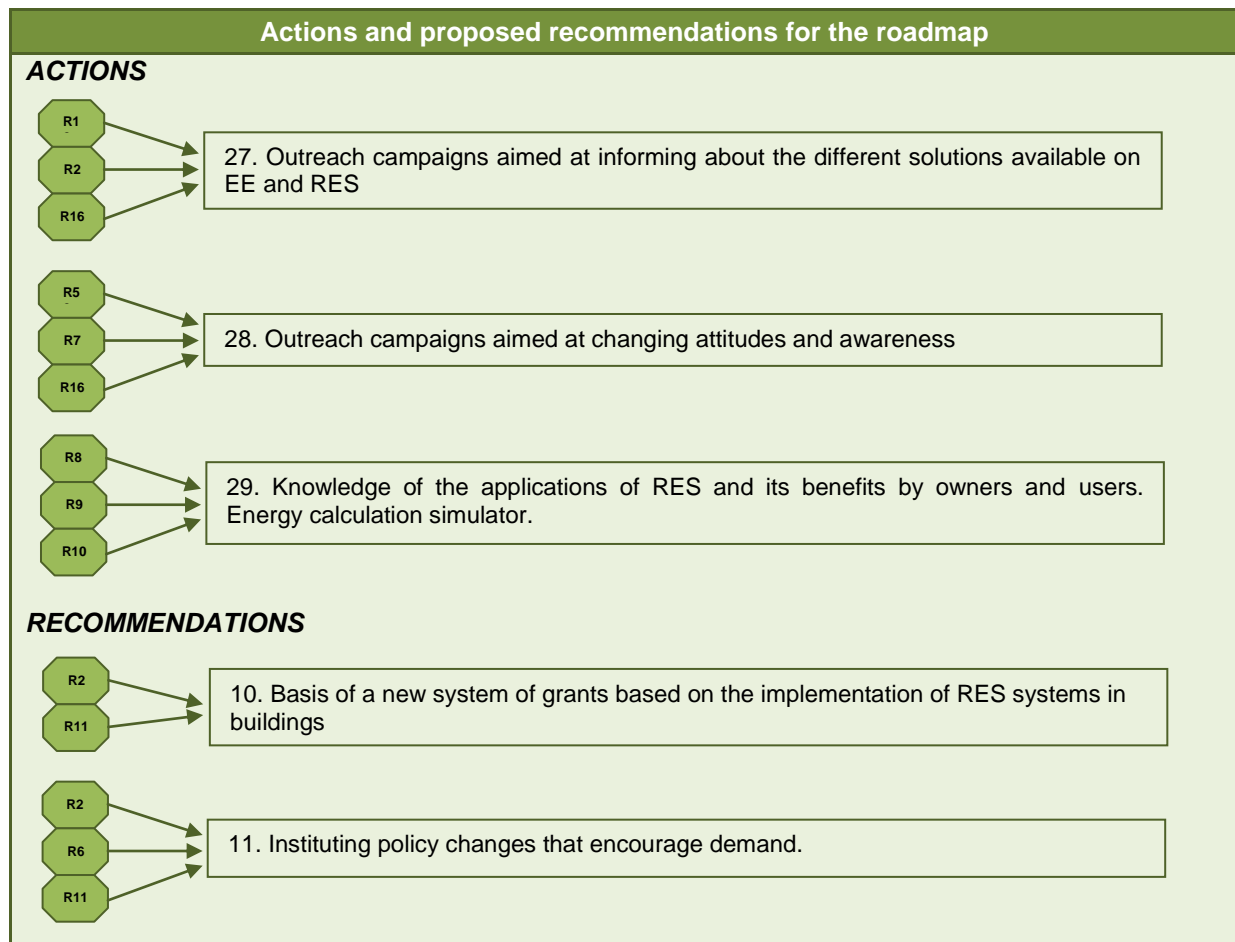 Actions and proposed recommendations for the roadmap
ACTIONS
R1
R2
R16
27. Outreach campaigns aimed at informing about the different solutions available on
EE and RES
R5
R7
R16
28. Outreach campaigns aimed at changing attitudes and awareness
R8
R9
R10
29. Knowledge of the applications of RES and its benefits by owners and users.
Energy calculation simulator.
RECOMMENDATIONS
R2
R11
10. Basis of a new system of grants based on the implementation of RES systems in
buildings
R2
R6
R11
11. Instituting policy changes that encourage demand.